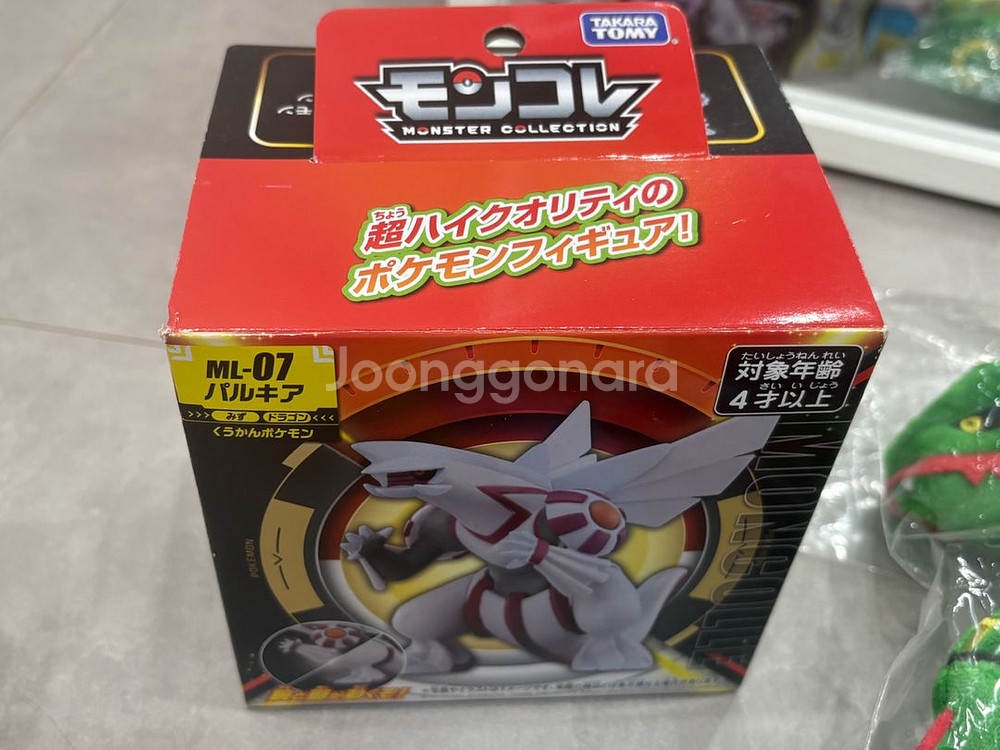 TAKARA
TOMY
モンコレ
MONSTER COLLECTION
ちょう
超ハイクオリティの
ポケモンフィギュア!
ML-07
パルキア
>>> みず ドラゴン <<<
くうかんポケモン
たいしょうねんれい
対象年齢
さいいじょう
4才以上
Joonggonara
POKÉMON
MONCOLLE